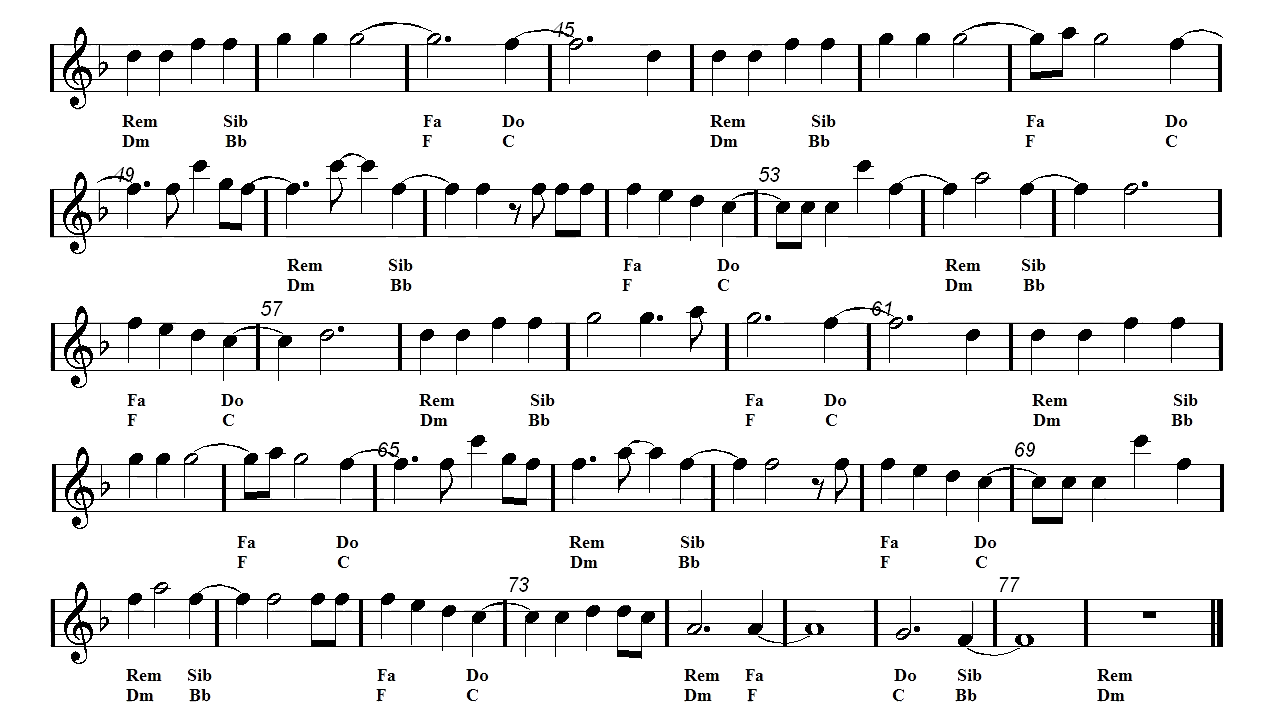 45
Rem Sib Fa Do Rem Sib Fa Do
Dm Bb F C Dm Bb F C
49 53
Rem Sib Fa Do Rem Sib
Dm Bb F C Dm Bb
57 61
Fa Do Rem Sib Fa Do Rem Sib
F C Dm Bb F C Dm Bb
65 69
Fa Do Rem Sib Fa Do
F C Dm Bb F C
73 77
Rem Sib Fa Do Rem Fa Do Sib Rem
Dm Bb F C Dm F C Bb Dm